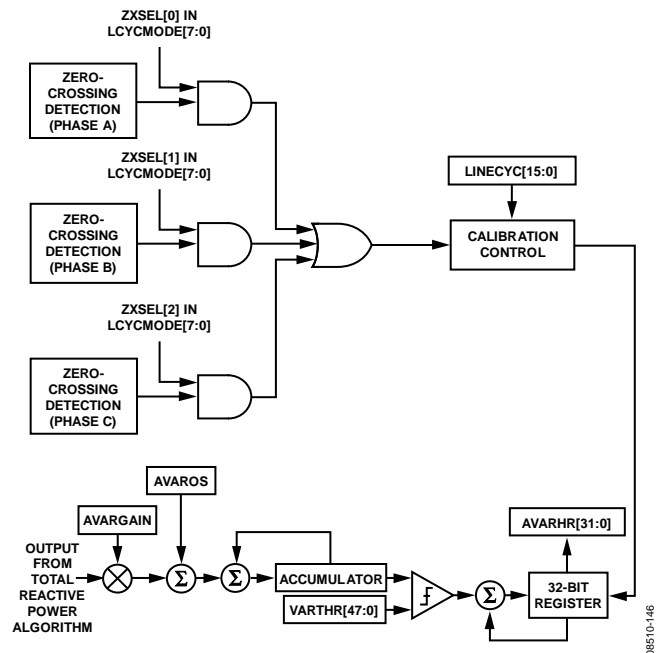 ZXSEL[0] IN
LCYCMODE[7:0]
ZERO-
CROSSING
DETECTION
(PHASE A)
ZXSEL[1] IN
LCYCMODE[7:0]
ZERO-
CROSSING
DETECTION
(PHASE B)
ZXSEL[2] IN
LCYCMODE[7:0]
ZERO-
CROSSING
DETECTION
(PHASE C)
LINECYC[15:0]
CALIBRATION
CONTROL
AVAROS
AVARGAIN
OUTPUT
FROM
TOTAL
REACTIVE
POWER
ALGORITHM
Σ
Σ
ACCUMULATOR
VARTHR[47:0]
Σ
AVARHR[31:0]
32-BIT
REGISTER
08510-146